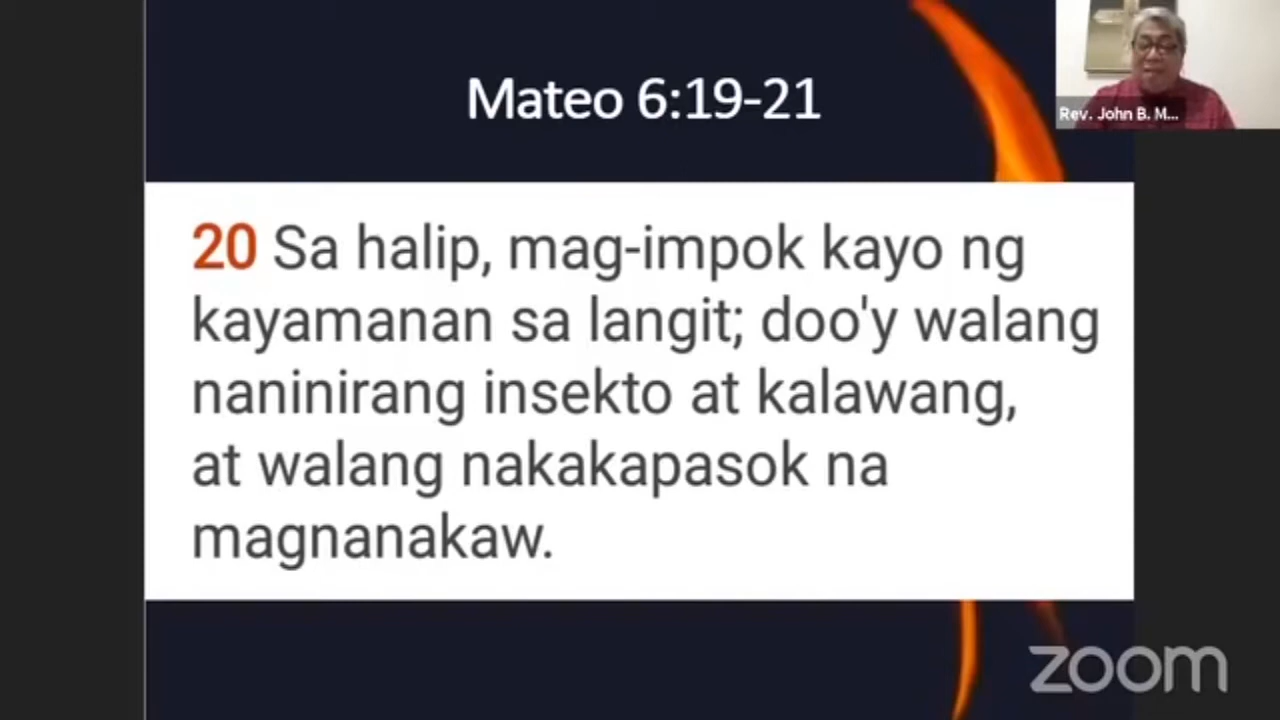 Mateo 6:19-21
Rev. John B. M...
20 Sa halip, mag-impok kayo ng
kayamanan sa langit; doo'y walang
naninirang insekto at kalawang,
at walang nakakapasok na
magnanakaw.
zoom